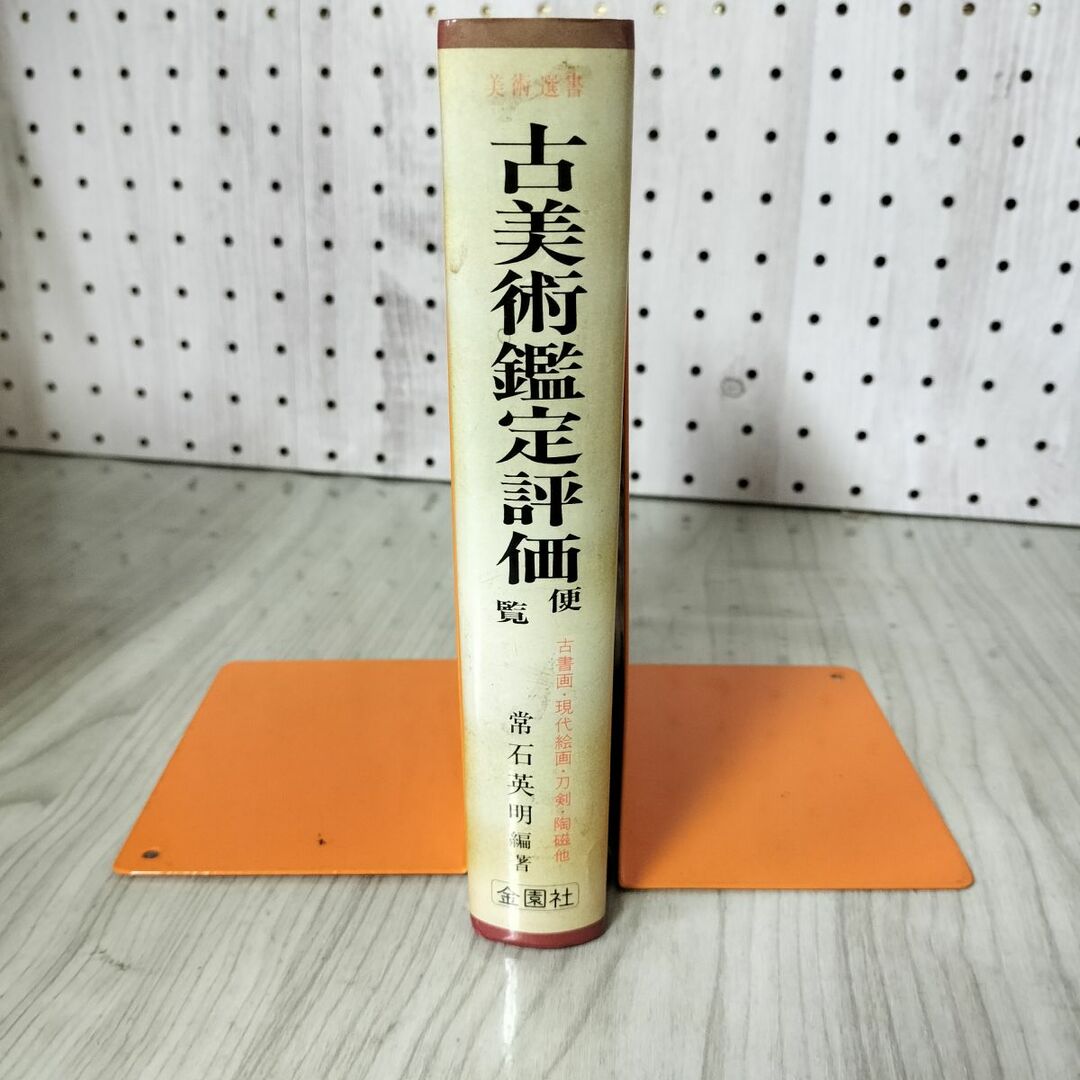 美術選書
古美術鑑定評価便覧
古書画・現代絵画・刀剣・陶磁他
常石英明編著
金園社